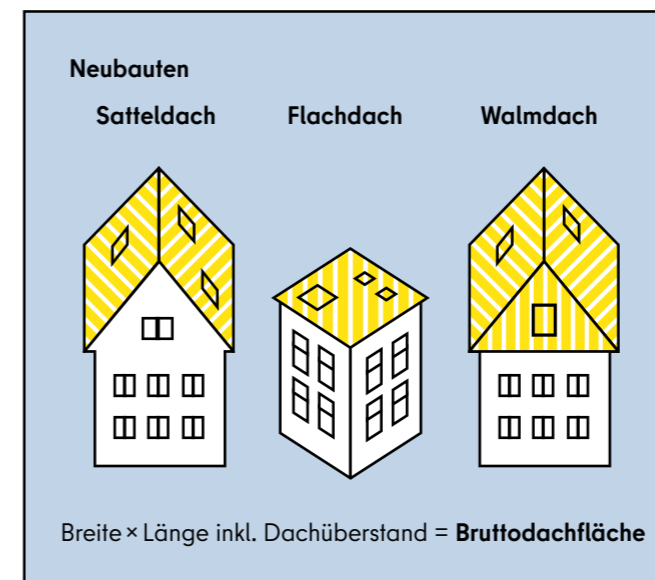 Neubauten
Satteldach Flachdach Walmdach
Breite × Länge inkl. Dachüberstand = Bruttodachfläche